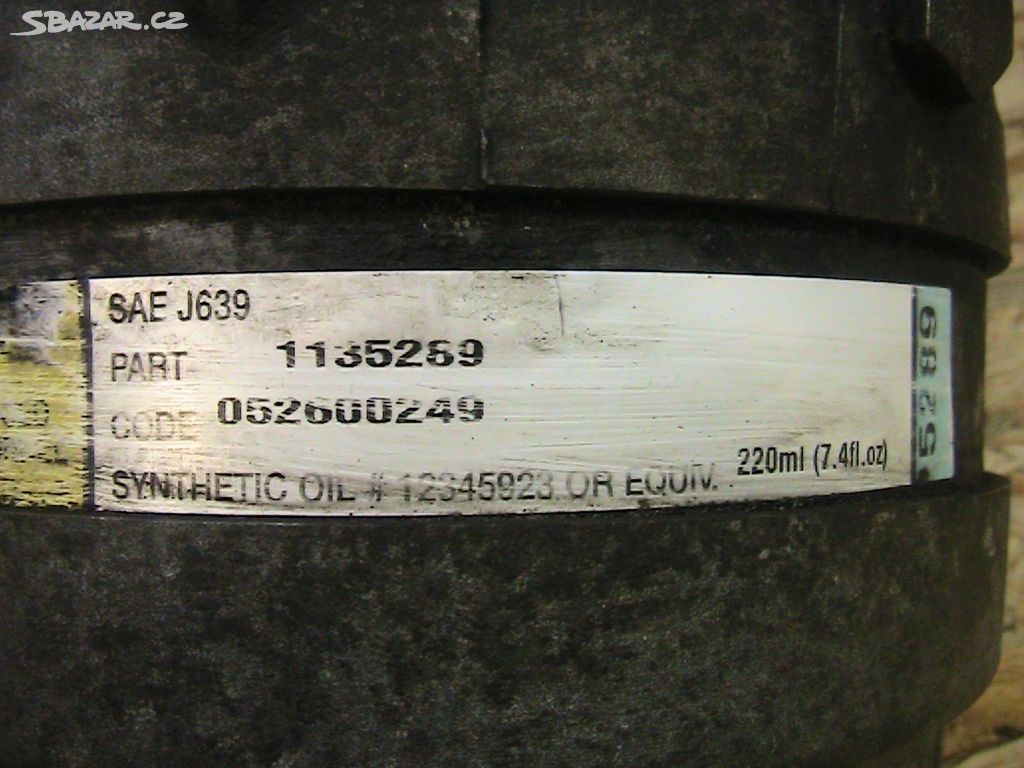 SBAZAR.CZ
SAE J639
PART 1135289
CODE 052600249
SYNTHETIC OIL # 12345923 OR EQUIV. 220ml (7.4fl.oz)
5289